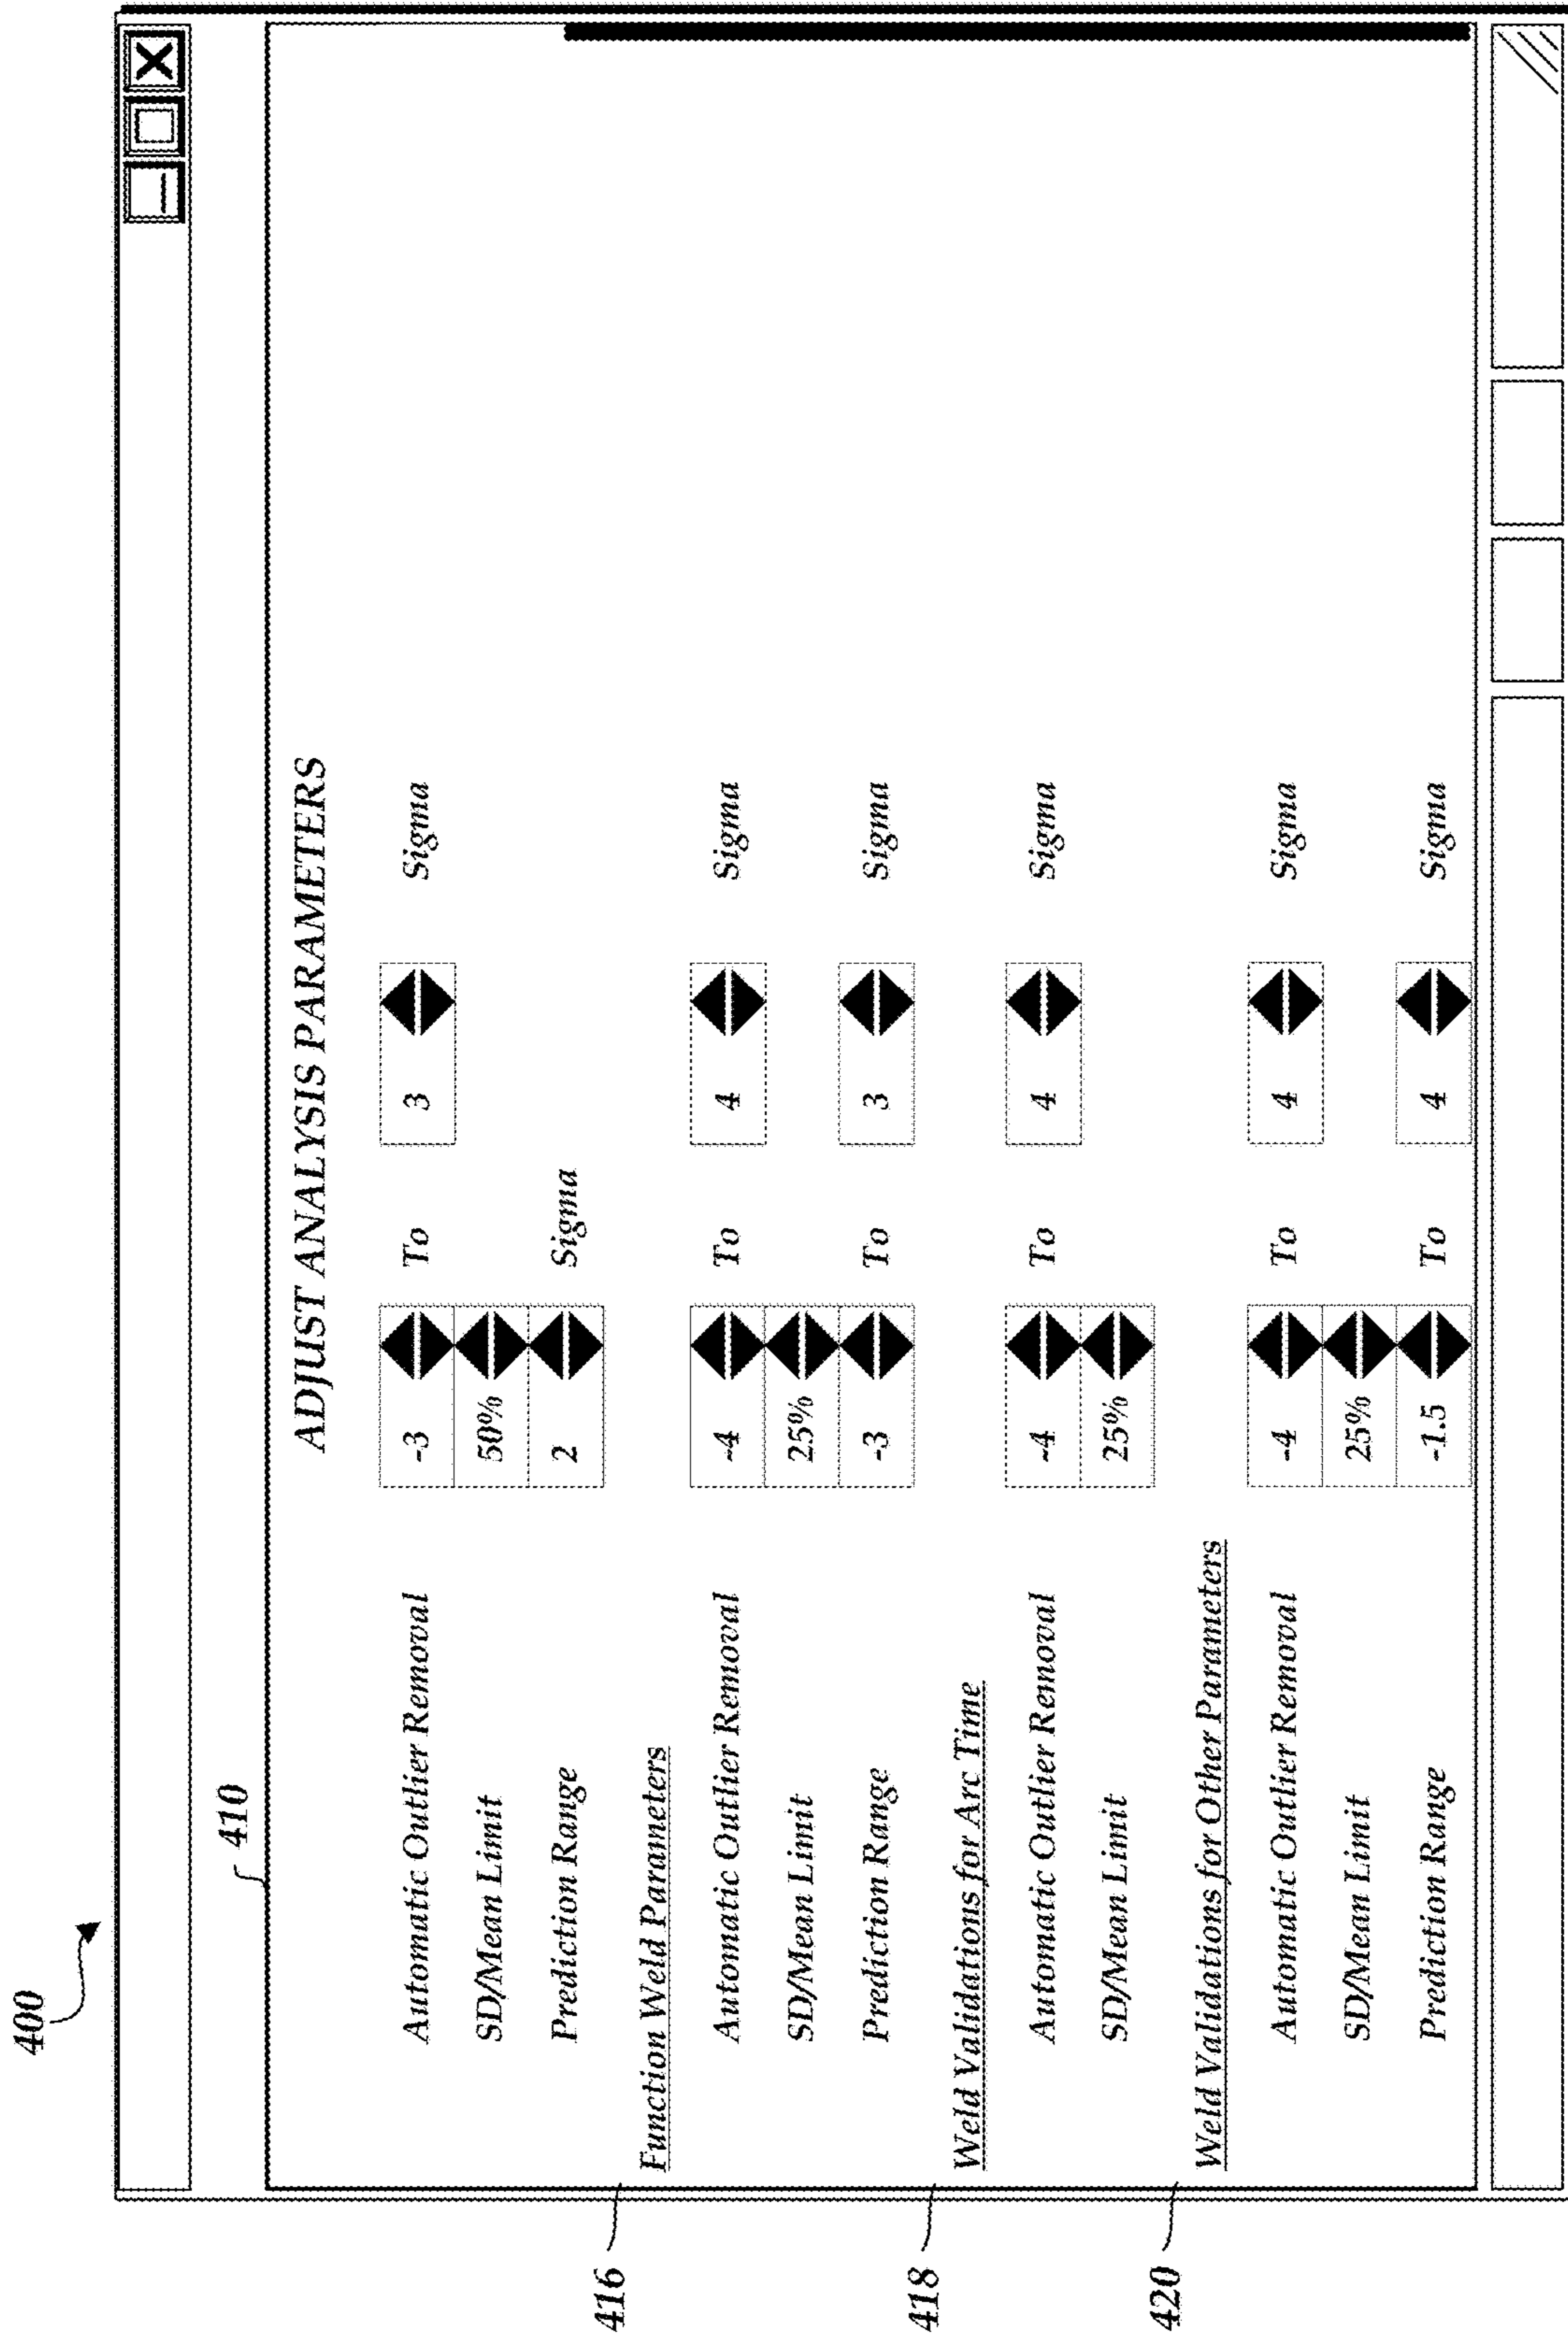 400
410
ADJUST ANALYSIS PARAMETERS
Automatic Outlier Removal -3 To 3 Sigma
SD/Mean Limit 50%
Prediction Range 2 Sigma
416 Function Weld Parameters
Automatic Outlier Removal -4 To 4 Sigma
SD/Mean Limit 25%
Prediction Range -3 To 3 Sigma
418 Weld Validations for Arc Time
Automatic Outlier Removal -4 To 4 Sigma
SD/Mean Limit 25%
420 Weld Validations for Other Parameters
Automatic Outlier Removal -4 To 4 Sigma
SD/Mean Limit 25%
Prediction Range -1.5 To 4 Sigma